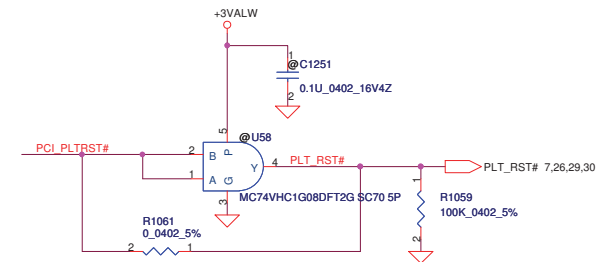 +3VALW
1
@C1251
0.1U_0402_16V4Z
2
5
@U58
PCI_PLTRST#
2
B
P
Y
4
PLT_RST#
PLT_RST# 7,26,29,30
1
A
G
3
MC74VHC1G08DFT2G SC70 5P
1
R1059
100K_0402_5%
2
R1061
0_0402_5%
2
1